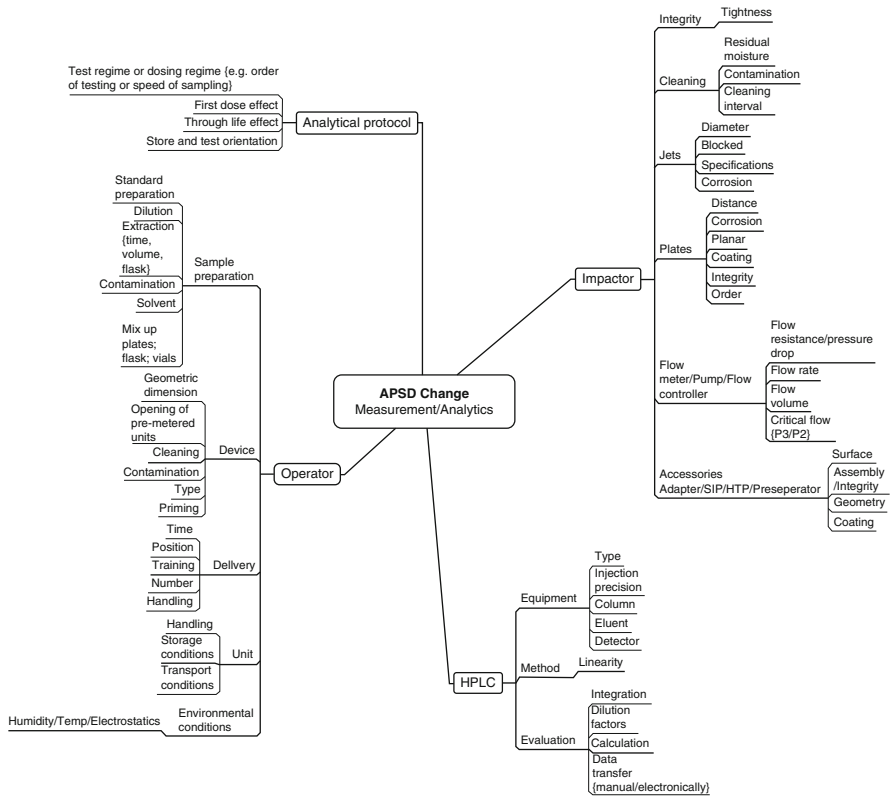 APSD Change
Measurement/Analytics
Analytical protocol
Test regime or dosing regime {e.g. order
of testing or speed of sampling}
First dose effect
Through life effect
Store and test orientation
Operator
Sample
preparation
Standard
preparation
Dilution
Extraction
{time,
volume,
flask}
Contamination
Solvent
Mix up
plates;
flask; vials
Device
Geometric
dimension
Opening of
pre-metered
units
Cleaning
Contamination
Type
Priming
Dellvery
Time
Position
Training
Number
Handling
Unit
Handling
Storage
conditions
Transport
conditions
Environmental
conditions
Humidity/Temp/Electrostatics
Impactor
Integrity
Tightness
Cleaning
Residual
moisture
Contamination
Cleaning
interval
Jets
Diameter
Blocked
Specifications
Corrosion
Plates
Distance
Corrosion
Planar
Coating
Integrity
Order
Flow
meter/Pump/Flow
controller
Flow
resistance/pressure
drop
Flow rate
Flow
volume
Critical flow
{P3/P2}
Accessories
Adapter/SIP/HTP/Preseperator
Surface
Assembly
/Integrity
Geometry
Coating
HPLC
Equipment
Type
Injection
precision
Column
Eluent
Detector
Method
Linearity
Evaluation
Integration
Dilution
factors
Calculation
Data
transfer
{manual/electronically}